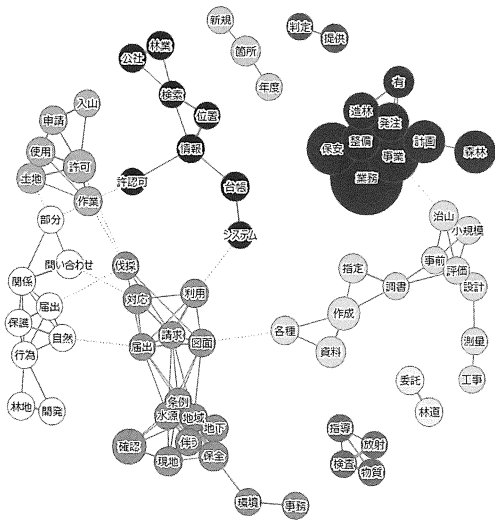 新規
箇所
年度
判定
提供
林業
公社
検索
位置
情報
許認可
台帳
システム
入山
申請
使用
許可
土地
作業
有
造林
発注
保安
整備
計画
事業
森林
業務
部分
問い合わせ
関係
届出
保護
自然
行為
林地
開発
伐採
対応
利用
請求
届出
図面
条例
水源
地域
地下
確認
伴う
現地
保全
環境
事務
治山
小規模
事前
評価
設計
指定
調書
作成
各種
資料
測量
工事
委託
林道
指導
放射
検査
物質